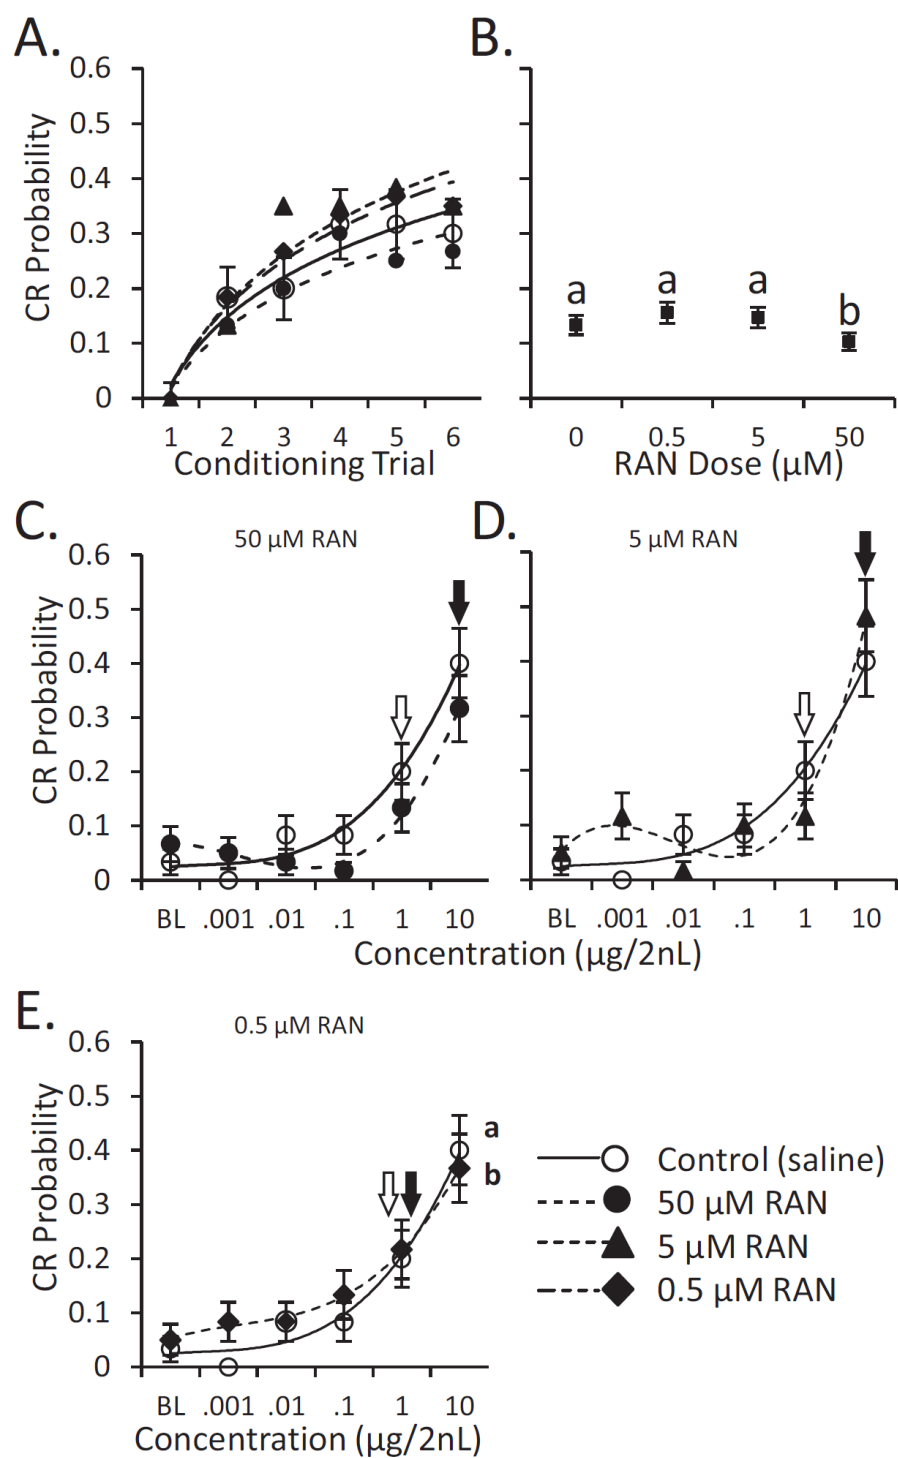 A.
CR Probability
0.6
0.5
0.4
0.3
0.2
0.1
0
1 2 3 4 5 6
Conditioning Trial
B.
a a a b
0 0.5 5 50
RAN Dose (μM)
C.
50 μM RAN
CR Probability
0.6
0.5
0.4
0.3
0.2
0.1
0
BL .001 .01 .1 1 10
D.
5 μM RAN
BL .001 .01 .1 1 10
Concentration (μg/2nL)
E.
0.5 μM RAN
CR Probability
0.6
0.5
0.4
0.3
0.2
0.1
0
a
b
BL .001 .01 .1 1 10
Concentration (μg/2nL)
Control (saline)
50 μM RAN
5 μM RAN
0.5 μM RAN